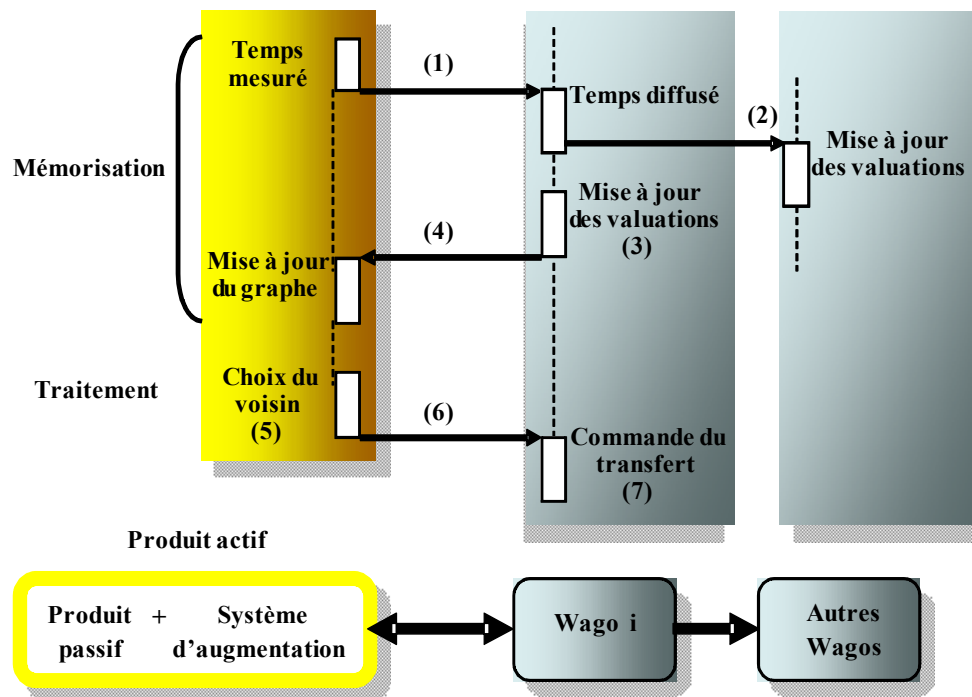 Temps
mesuré
(1)
Temps diffusé
(2)
Mise à jour
des valuations
Mémorisation
Mise à jour
des valuations
(3)
(4)
Mise à jour
du graphe
Traitement
Choix du
voisin
(5)
(6)
Commande du
transfert
(7)
Produit actif
Produit + Système
passif d'augmentation
Wago i
Autres
Wagos